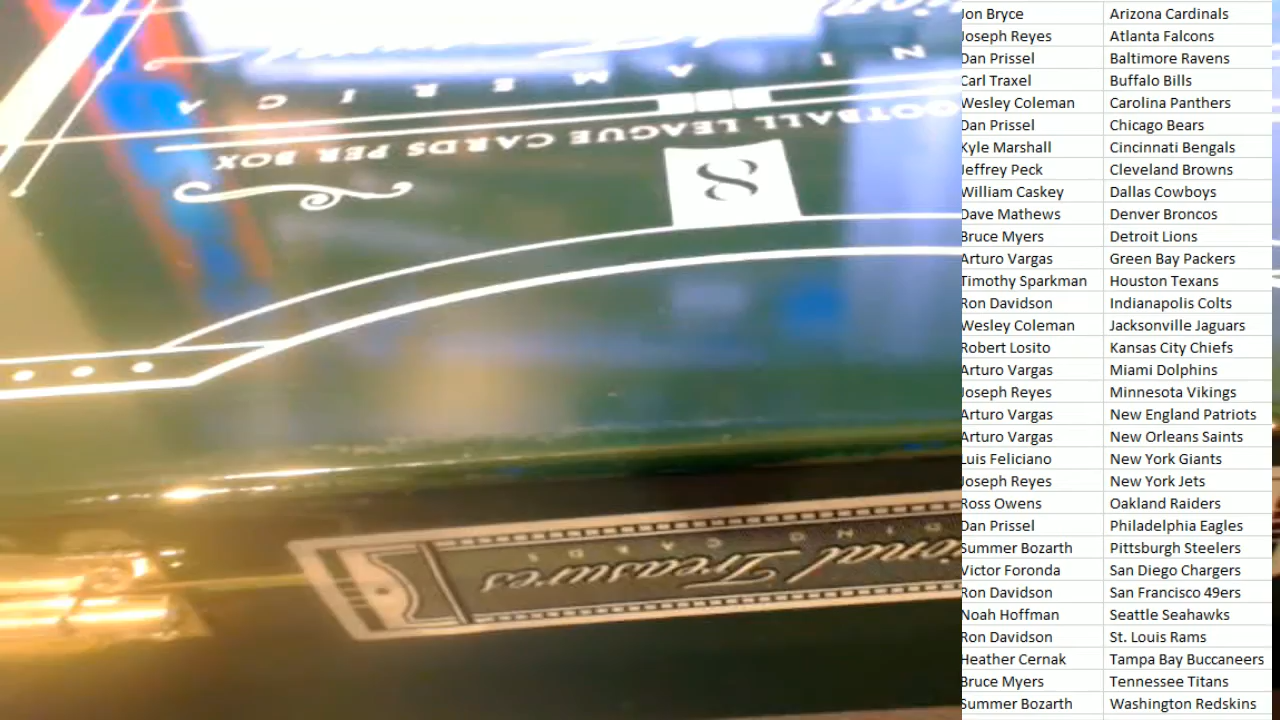 IN AMERICA
FOOTBALL LEAGUE CARDS PER BOX
8
Treasures
Jon Bryce Arizona Cardinals
Joseph Reyes Atlanta Falcons
Dan Prissel Baltimore Ravens
Carl Traxel Buffalo Bills
Wesley Coleman Carolina Panthers
Dan Prissel Chicago Bears
Kyle Marshall Cincinnati Bengals
Jeffrey Peck Cleveland Browns
William Caskey Dallas Cowboys
Dave Mathews Denver Broncos
Bruce Myers Detroit Lions
Arturo Vargas Green Bay Packers
Timothy Sparkman Houston Texans
Ron Davidson Indianapolis Colts
Wesley Coleman Jacksonville Jaguars
Robert Losito Kansas City Chiefs
Arturo Vargas Miami Dolphins
Joseph Reyes Minnesota Vikings
Arturo Vargas New England Patriots
Arturo Vargas New Orleans Saints
Luis Feliciano New York Giants
Joseph Reyes New York Jets
Ross Owens Oakland Raiders
Dan Prissel Philadelphia Eagles
Summer Bozarth Pittsburgh Steelers
Victor Foronda San Diego Chargers
Ron Davidson San Francisco 49ers
Noah Hoffman Seattle Seahawks
Ron Davidson St. Louis Rams
Heather Cernak Tampa Bay Buccaneers
Bruce Myers Tennessee Titans
Summer Bozarth Washington Redskins